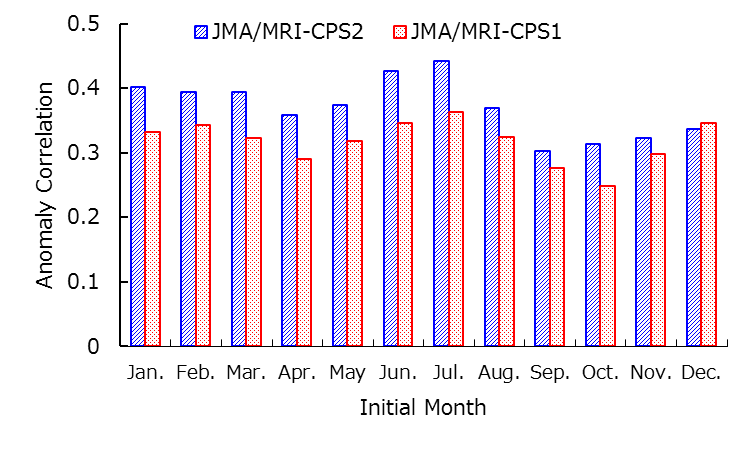 JMA/MRI-CPS2 JMA/MRI-CPS1
0.5
0.4
0.3
0.2
0.1
0
Anomaly Correlation
Jan. Feb. Mar. Apr. May Jun. Jul. Aug. Sep. Oct. Nov. Dec.
Initial Month